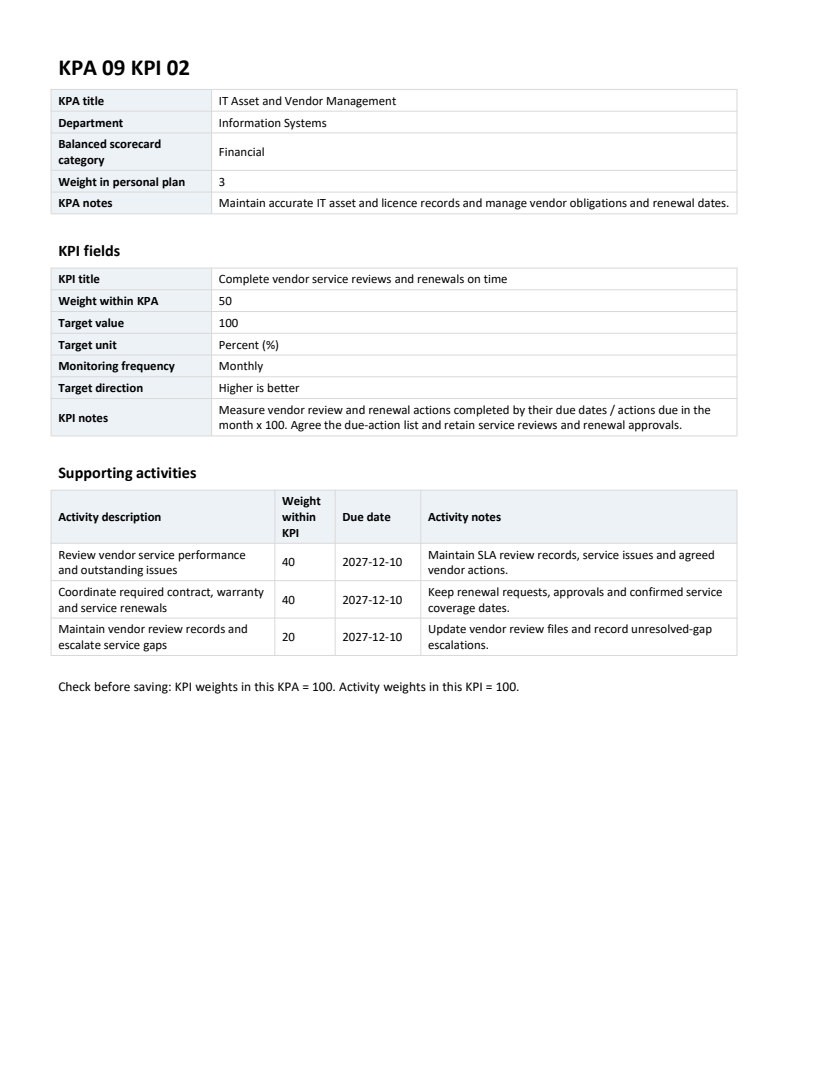 KPA 09 KPI 02
KPA title IT Asset and Vendor Management
Department Information Systems
Balanced scorecard
category
Financial
Weight in personal plan 3
KPA notes Maintain accurate IT asset and licence records and manage vendor obligations and renewal dates.
KPI fields
KPI title Complete vendor service reviews and renewals on time
Weight within KPA 50
Target value 100
Target unit Percent (%)
Monitoring frequency Monthly
Target direction Higher is better
KPI notes
Measure vendor review and renewal actions completed by their due dates / actions due in the
month x 100. Agree the due-action list and retain service reviews and renewal approvals.
Supporting activities
Activity description
Weight
within
KPI
Due date
Activity notes
Review vendor service performance
and outstanding issues
40
2027-12-10
Maintain SLA review records, service issues and agreed
vendor actions.
Coordinate required contract, warranty
and service renewals
40
2027-12-10
Keep renewal requests, approvals and confirmed service
coverage dates.
Maintain vendor review records and
escalate service gaps
20
2027-12-10
Update vendor review files and record unresolved-gap
escalations.
Check before saving: KPI weights in this KPA = 100. Activity weights in this KPI = 100.